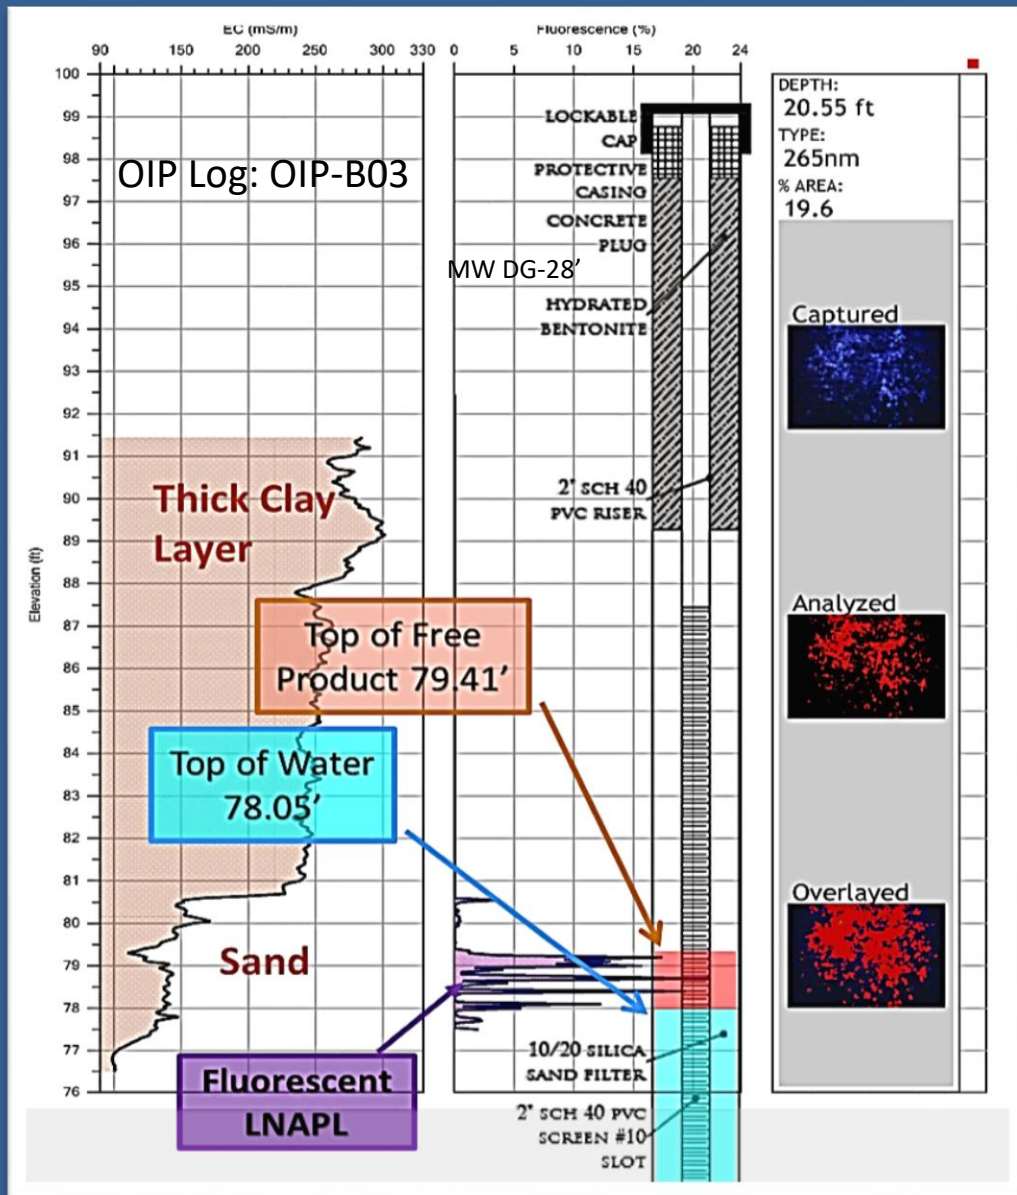 EC (mS/m)
Fluorescence (%)
90 150 200 250 300 330
0 5 10 15 20 24
100
99
98
97
96
95
94
93
92
91
90
89
88
87
86
85
84
83
82
81
80
79
78
77
76
Elevation (ft)
OIP Log: OIP-B03
Thick Clay
Layer
Top of Free
Product 79.41’
Top of Water
78.05’
Sand
Fluorescent
LNAPL
LOCKABLE
CAP
PROTECTIVE
CASING
CONCRETE
PLUG
MW DG-28’
HYDRATED
BENTONITE
2" SCH 40
PVC RISER
10/20 SILICA
SAND FILTER
2" SCH 40 PVC
SCREEN #10
SLOT
DEPTH:
20.55 ft
TYPE:
265nm
% AREA:
19.6
Captured
Analyzed
Overlayed